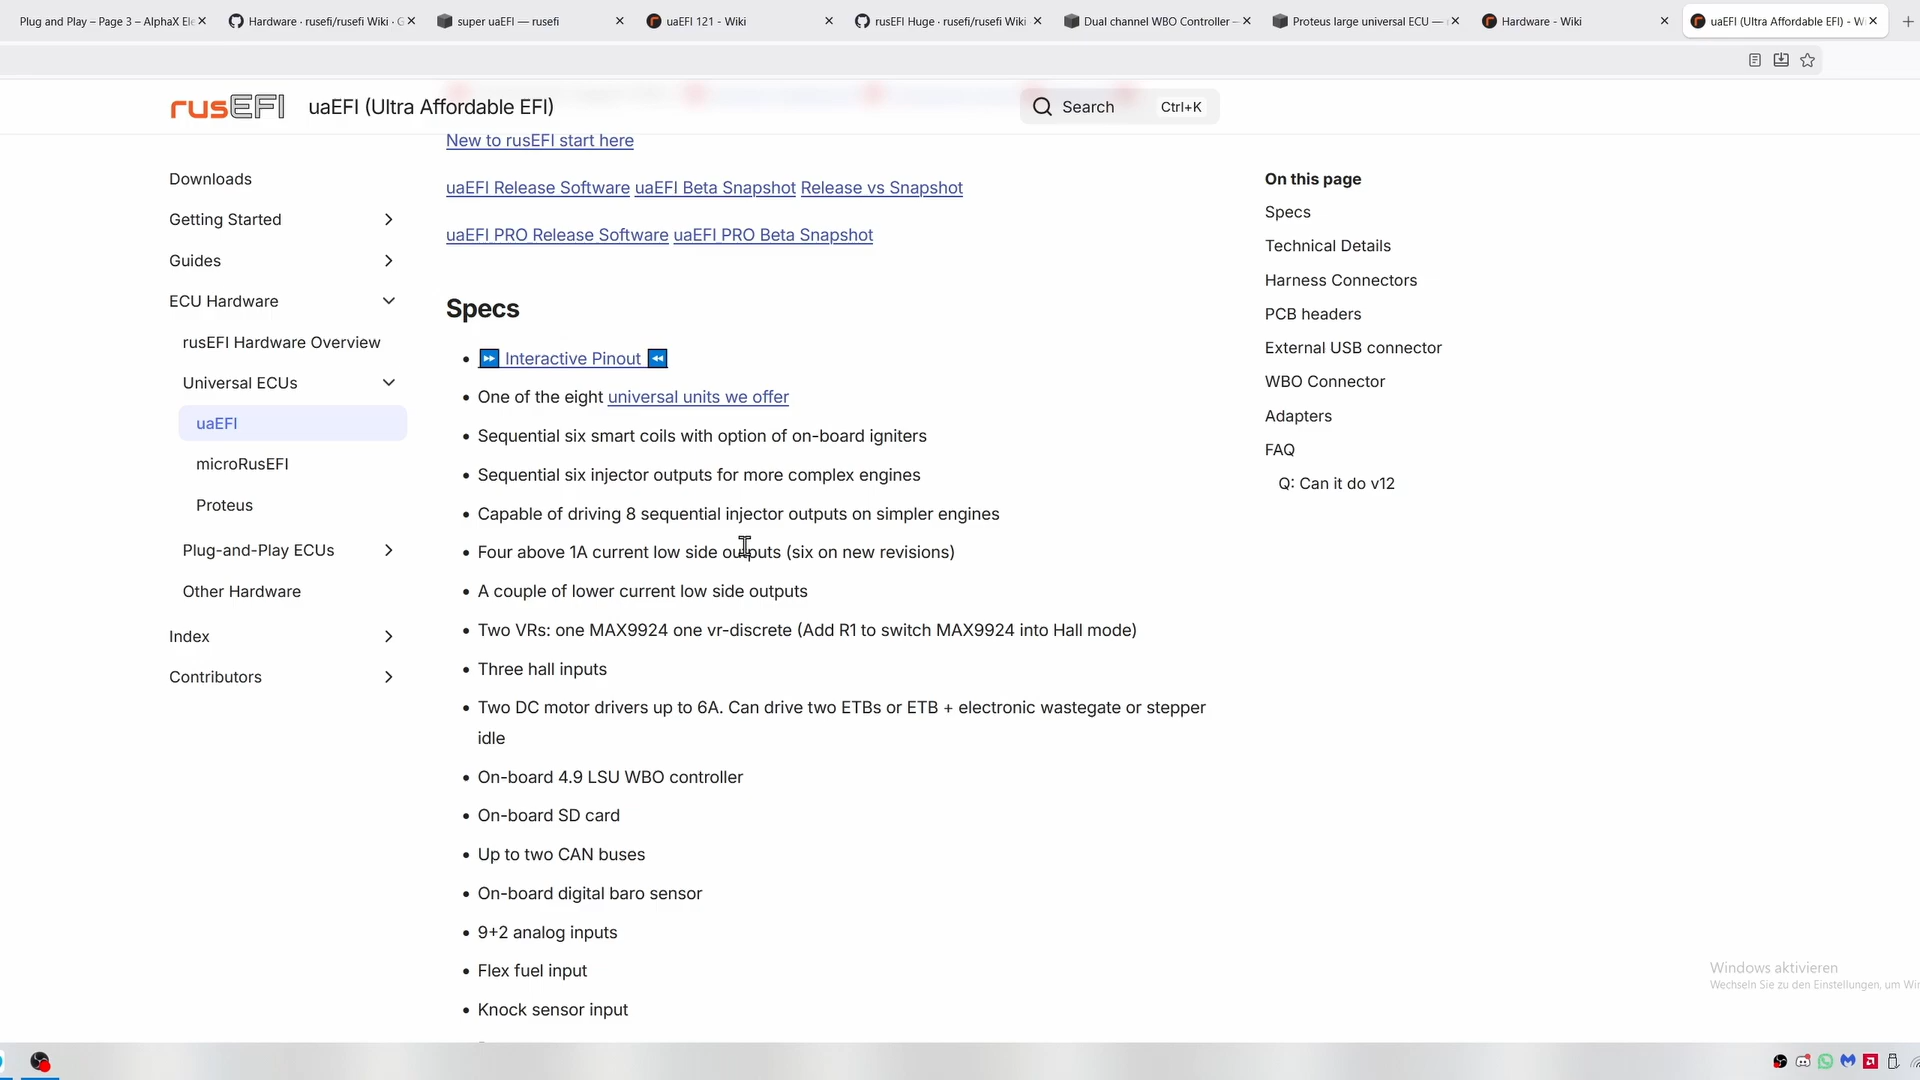 Plug and Play – Page 3 – AlphaX Ele
Hardware · rusefi/rusefi Wiki · G
super uaEFI — rusefi
uaEFI 121 - Wiki
rusEFI Huge · rusefi/rusefi Wiki
Dual channel WBO Controller –
Proteus large universal ECU —
Hardware - Wiki
uaEFI (Ultra Affordable EFI) - W
rusEFI
uaEFI (Ultra Affordable EFI)
Search
Ctrl+K
New to rusEFI start here
uaEFI Release Software uaEFI Beta Snapshot Release vs Snapshot
uaEFI PRO Release Software uaEFI PRO Beta Snapshot
Downloads
Getting Started
Guides
ECU Hardware
rusEFI Hardware Overview
Universal ECUs
uaEFI
microRusEFI
Proteus
Plug-and-Play ECUs
Other Hardware
Index
Contributors
Specs
• Interactive Pinout
• One of the eight universal units we offer
• Sequential six smart coils with option of on-board igniters
• Sequential six injector outputs for more complex engines
• Capable of driving 8 sequential injector outputs on simpler engines
• Four above 1A current low side outputs (six on new revisions)
• A couple of lower current low side outputs
• Two VRs: one MAX9924 one vr-discrete (Add R1 to switch MAX9924 into Hall mode)
• Three hall inputs
• Two DC motor drivers up to 6A. Can drive two ETBs or ETB + electronic wastegate or stepper
idle
• On-board 4.9 LSU WBO controller
• On-board SD card
• Up to two CAN buses
• On-board digital baro sensor
• 9+2 analog inputs
• Flex fuel input
• Knock sensor input
On this page
Specs
Technical Details
Harness Connectors
PCB headers
External USB connector
WBO Connector
Adapters
FAQ
Q: Can it do v12
Windows aktivieren
Wechseln Sie zu den Einstellungen, um Wi